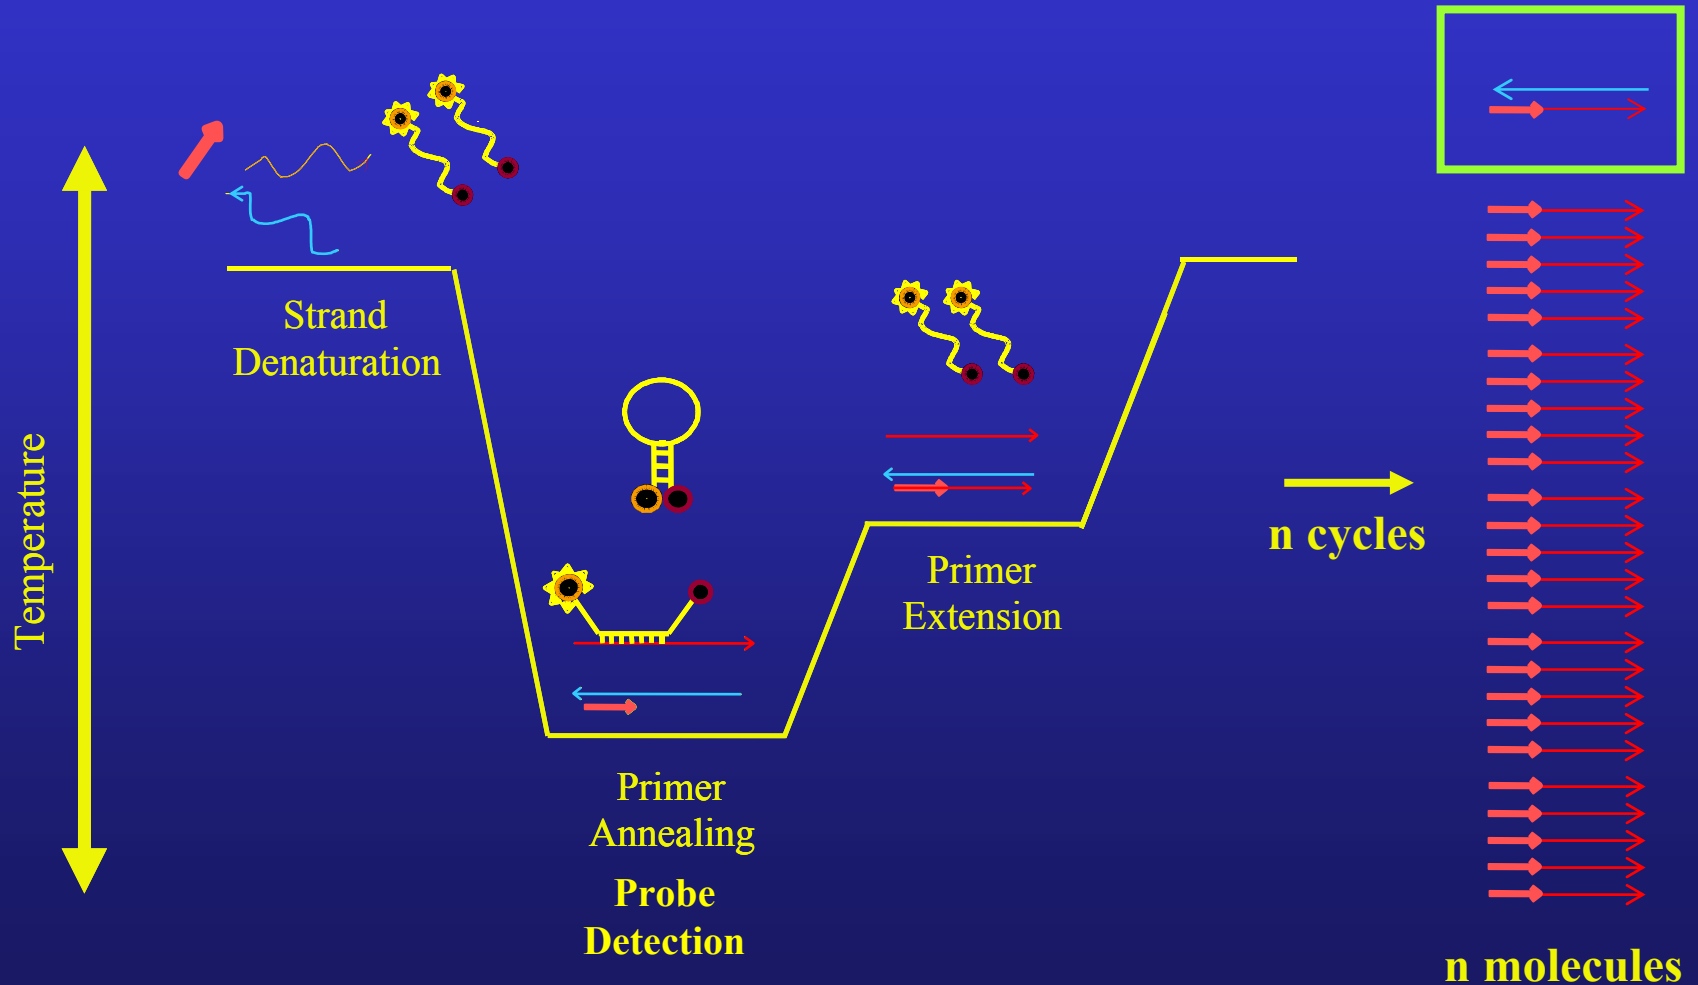 Temperature
Strand
Denaturation
Primer
Annealing
Probe
Detection
Primer
Extension
n cycles
n molecules